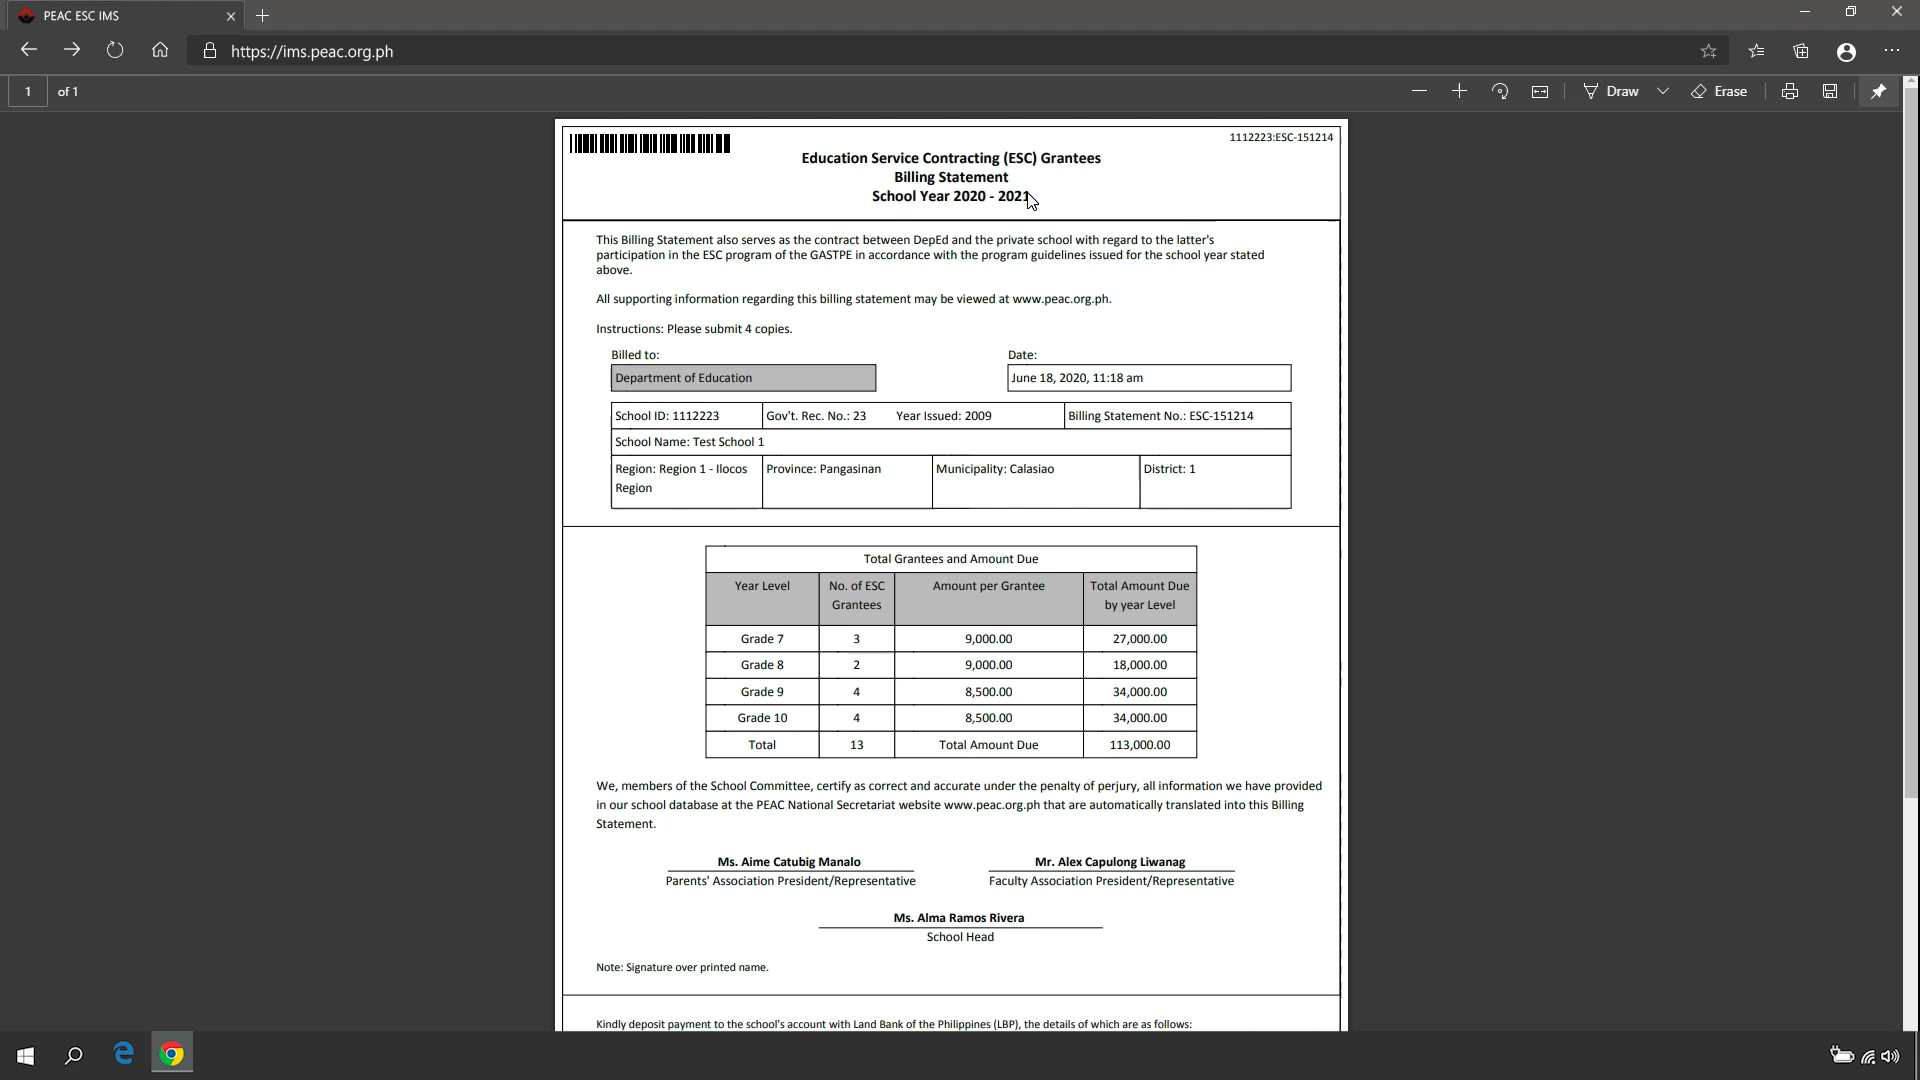 PEAC ESC IMS
https://ims.peac.org.ph
1 of 1
Draw
Erase
1112223:ESC-151214
Education Service Contracting (ESC) Grantees
Billing Statement
School Year 2020 - 2021
This Billing Statement also serves as the contract between DepEd and the private school with regard to the latter's
participation in the ESC program of the GASTPE in accordance with the program guidelines issued for the school year stated
above.
All supporting information regarding this billing statement may be viewed at www.peac.org.ph.
Instructions: Please submit 4 copies.
Billed to: Date:
Department of Education June 18, 2020, 11:18 am
School ID: 1112223 Gov't. Rec. No.: 23 Year Issued: 2009 Billing Statement No.: ESC-151214
School Name: Test School 1
Region: Region 1 - Ilocos Province: Pangasinan Municipality: Calasiao District: 1
Region
Total Grantees and Amount Due
Year Level No. of ESC Amount per Grantee Total Amount Due
Grantees by year Level
Grade 7 3 9,000.00 27,000.00
Grade 8 2 9,000.00 18,000.00
Grade 9 4 8,500.00 34,000.00
Grade 10 4 8,500.00 34,000.00
Total 13 Total Amount Due 113,000.00
We, members of the School Committee, certify as correct and accurate under the penalty of perjury, all information we have provided
in our school database at the PEAC National Secretariat website www.peac.org.ph that are automatically translated into this Billing
Statement.
Ms. Aime Catubig Manalo Mr. Alex Capulong Liwanag
Parents' Association President/Representative Faculty Association President/Representative
Ms. Alma Ramos Rivera
School Head
Note: Signature over printed name.
Kindly deposit payment to the school's account with Land Bank of the Philippines (LBP), the details of which are as follows: